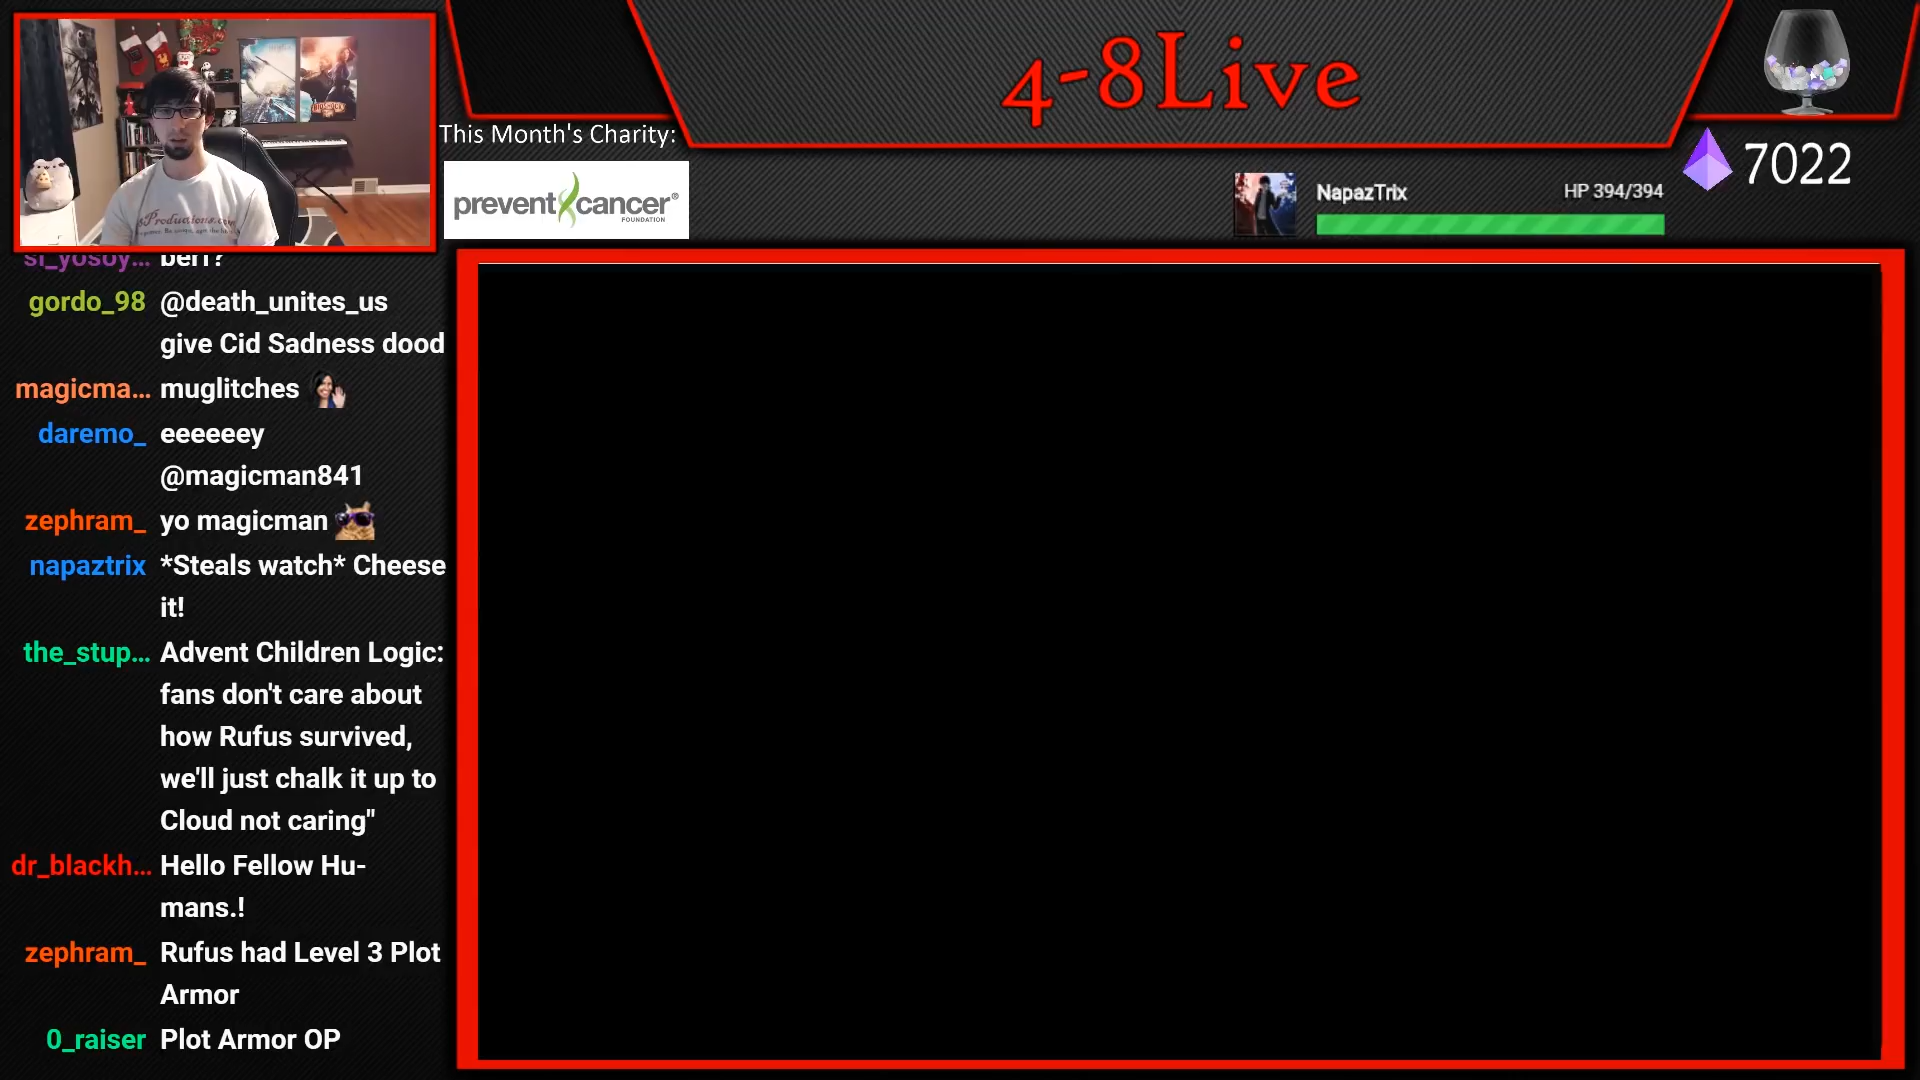 4-8Live
This Month's Charity:
prevent cancer®
FOUNDATION
NapazTrix
HP 394/394
7022
gordo_98 @death_unites_us
give Cid Sadness dood
magicma... muglitches
daremo_ eeeeeey
@magicman841
zephram_ yo magicman
napaztrix *Steals watch* Cheese
it!
the_stup... Advent Children Logic:
fans don't care about
how Rufus survived,
we'll just chalk it up to
Cloud not caring"
dr_blackh... Hello Fellow Hu-
mans.!
zephram_ Rufus had Level 3 Plot
Armor
0_raiser Plot Armor OP